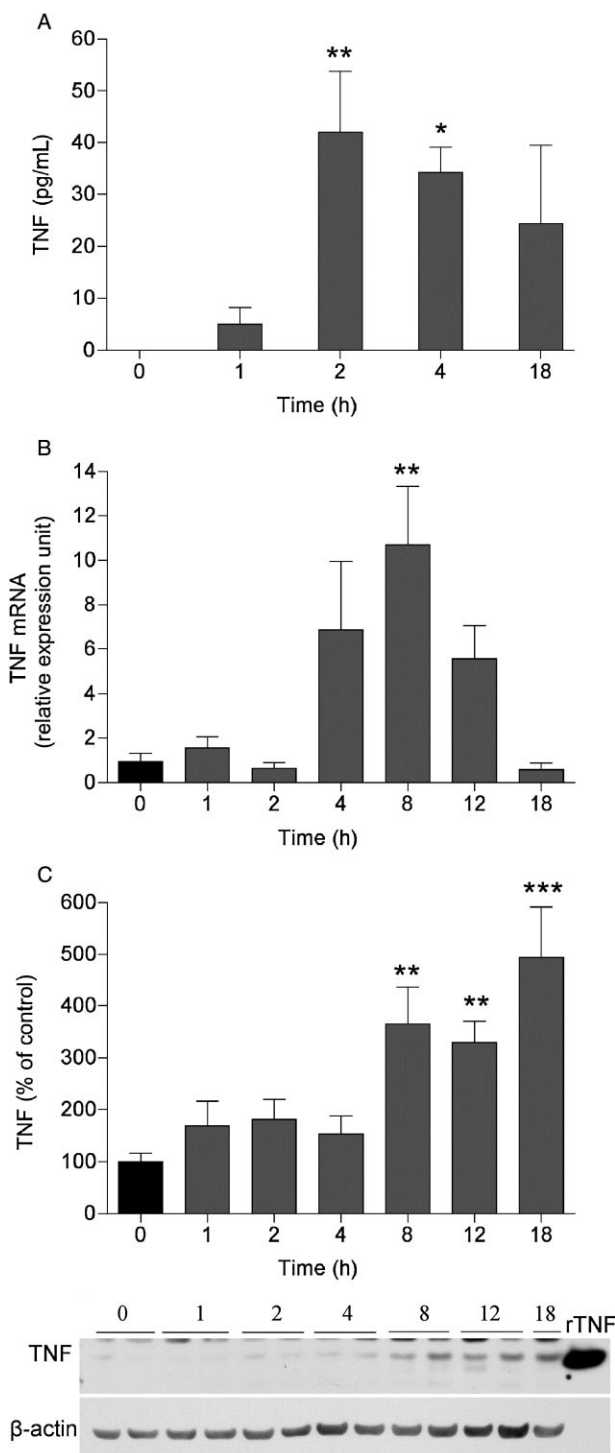 A
**
*
60
50
40
30
20
10
0
TNF (pg/mL)
0 1 2 4 18
Time (h)
B
**
14
12
10
8
6
4
2
0
TNF mRNA
(relative expression unit)
0 1 2 4 8 12 18
Time (h)
C
***
**
**
600
500
400
300
200
100
0
TNF (% of control)
0 1 2 4 8 12 18
Time (h)
0 1 2 4 8 12 18 rTNF
TNF
β-actin